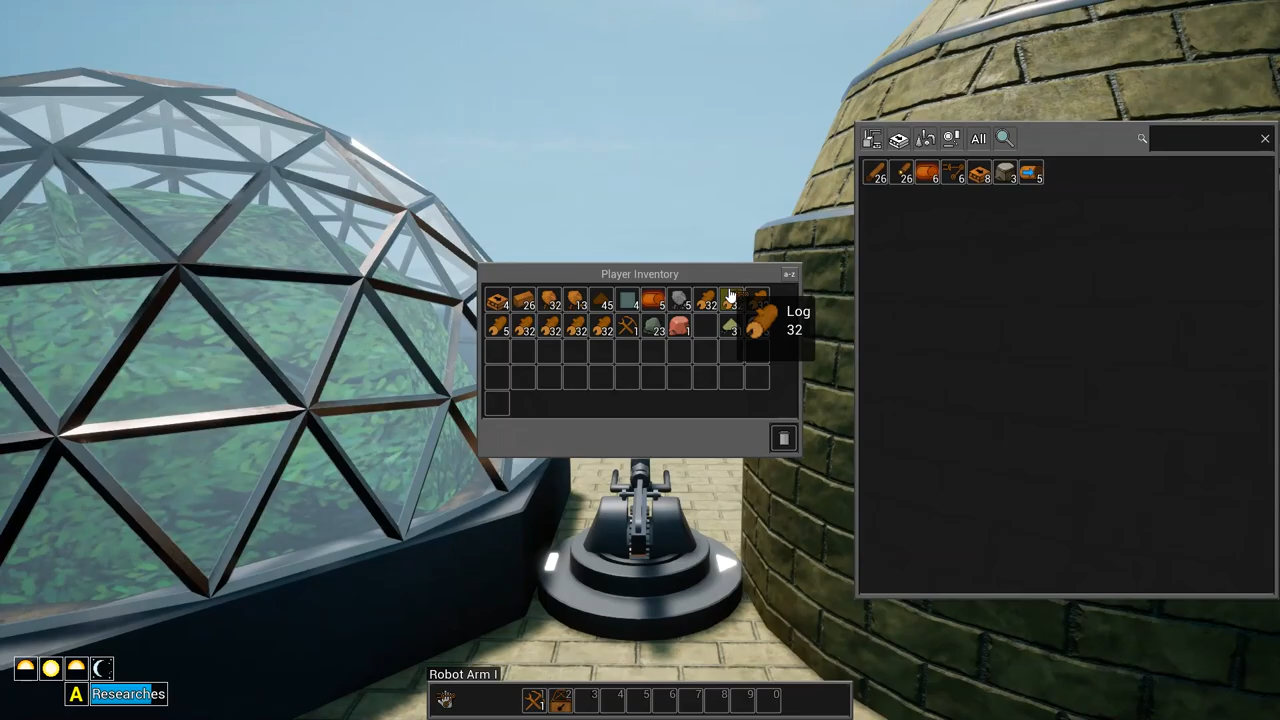 All
26 26 6 6 8 3 5
Player Inventory
a-z
4 26 32 13 45 4 5 5 32
5 32 32 32 32 1 23 1 3
Log
32
Robot Arm I
1 2 3 4 5 6 7 8 9 0
A Researches